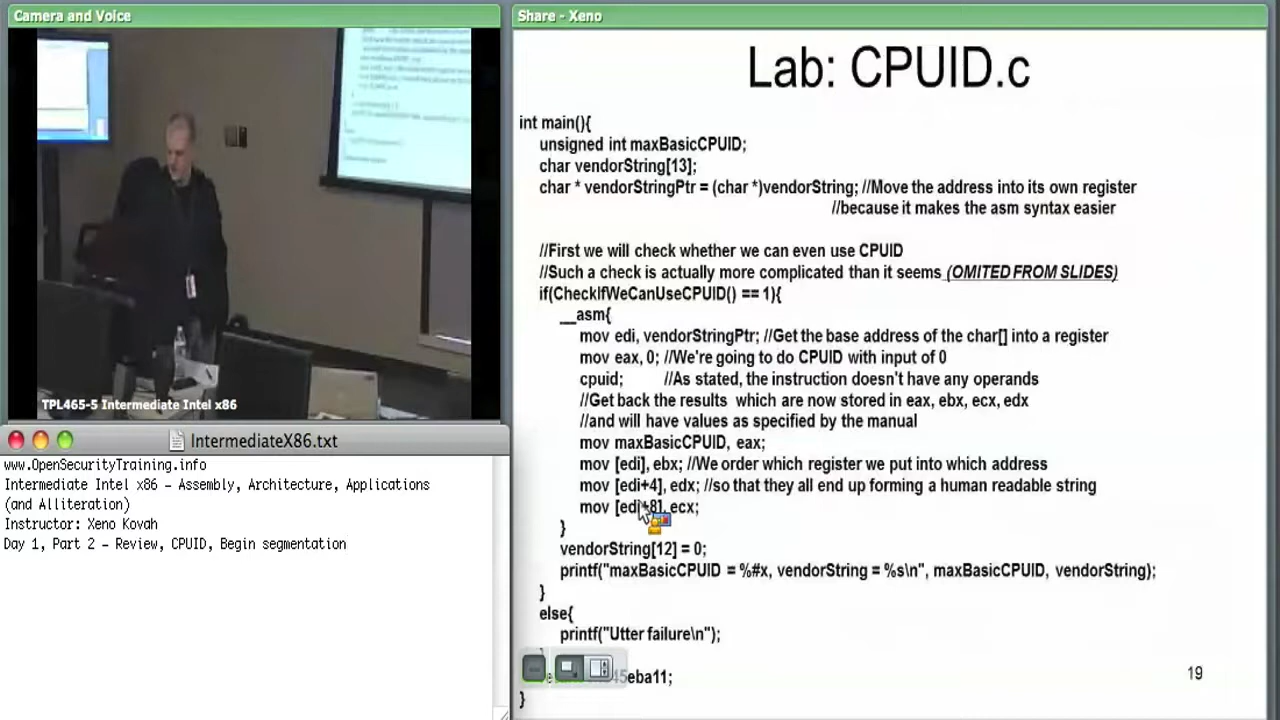 Camera and Voice
TPL465-5 Intermediate Intel x86
IntermediateX86.txt
www.OpenSecurityTraining.info
Intermediate Intel x86 – Assembly, Architecture, Applications
(and Alliteration)
Instructor: Xeno Kovah
Day 1, Part 2 – Review, CPUID, Begin segmentation
Share - Xeno
Lab: CPUID.c
int main(){
unsigned int maxBasicCPUID;
char vendorString[13];
char * vendorStringPtr = (char *)vendorString; //Move the address into its own register
//because it makes the asm syntax easier
//First we will check whether we can even use CPUID
//Such a check is actually more complicated than it seems (OMITED FROM SLIDES)
if(CheckIfWeCanUseCPUID() == 1){
__asm{
mov edi, vendorStringPtr; //Get the base address of the char[] into a register
mov eax, 0; //We're going to do CPUID with input of 0
cpuid; //As stated, the instruction doesn't have any operands
//Get back the results which are now stored in eax, ebx, ecx, edx
//and will have values as specified by the manual
mov maxBasicCPUID, eax;
mov [edi], ebx; //We order which register we put into which address
mov [edi+4], edx; //so that they all end up forming a human readable string
mov [edi+8], ecx;
}
vendorString[12] = 0;
printf("maxBasicCPUID = %#x, vendorString = %s\n", maxBasicCPUID, vendorString);
}
else{
printf("Utter failure\n");
eba11;
}
19